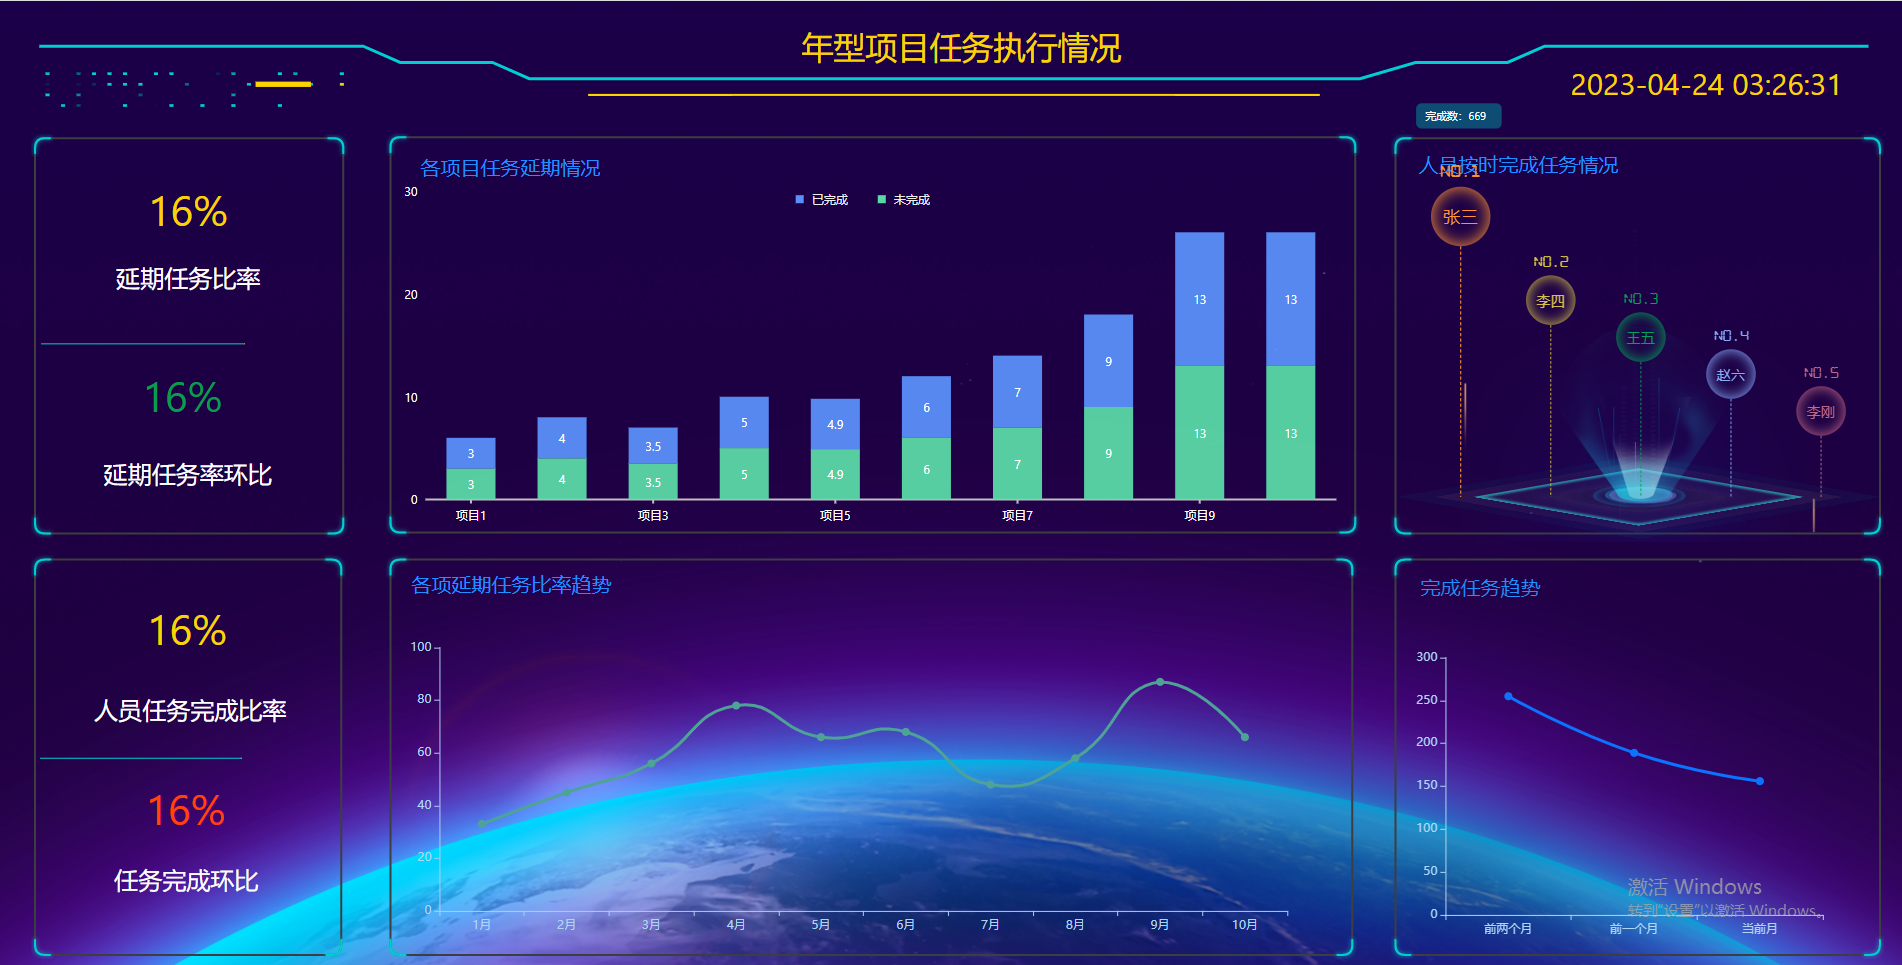 年型项目任务执行情况
2023-04-24 03:26:31
完成数：669
16%
延期任务比率
16%
延期任务率环比
各项目任务延期情况
已完成 未完成
30
20
10
0
3 4 3.5 5 4.9 6 7 9 13 13
3 4 3.5 5 4.9 6 7 9 13 13
项目1 项目3 项目5 项目7 项目9
人员按时完成任务情况
NO.1
张三
NO.2
李四
NO.3
王五
NO.4
赵六
NO.5
李刚
16%
人员任务完成比率
16%
任务完成环比
各项延期任务比率趋势
100
80
60
40
20
0
1月 2月 3月 4月 5月 6月 7月 8月 9月 10月
完成任务趋势
300
250
200
150
100
50
0
前两个月 前一个月 当前月
激活 Windows
转到"设置"以激活 Windows。